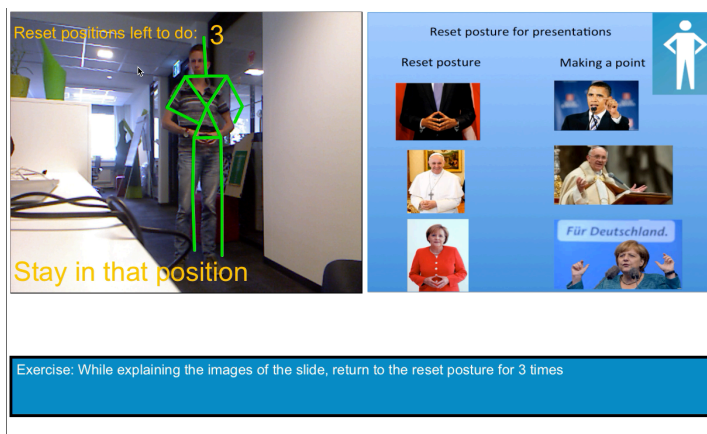 Reset positions left to do: 3
Stay in that position
Reset posture for presentations
Reset posture
Making a point
Für Deutschland.
Exercise: While explaining the images of the slide, return to the reset posture for 3 times